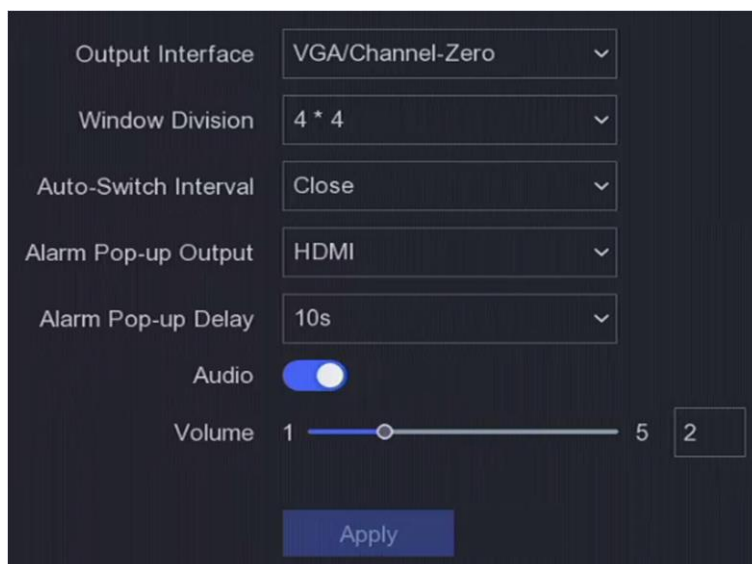 Output Interface VGA/Channel-Zero
Window Division 4 * 4
Auto-Switch Interval Close
Alarm Pop-up Output HDMI
Alarm Pop-up Delay 10s
Audio
Volume 1 5 2
Apply